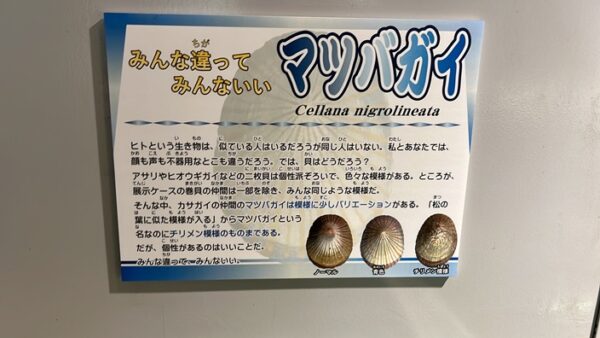 みんな違って
みんないい
マツバガイ
Cellana nigrolineata
ヒトという生き物は、似ている人はいるだろうが同じ人はいない。私とあなたでは、
顔も声も不器用なとこも違うだろう。では、貝はどうだろう？
アサリやヒオウギガイなどの二枚貝は個性派ぞろいで、色々な模様がある。ところが、
展示ケースの巻貝の仲間は一部を除き、みんな同じような模様だ。
そんな中、カサガイの仲間のマツバガイは模様に少しバリエーションがある。「松の
葉に似た模様が入る」からマツバガイという
名なのにチリメン模様のものまである。
だが、個性があるのはいいことだ。
みんな違って、みんないい。
ノーマル
青色
チリメン模様